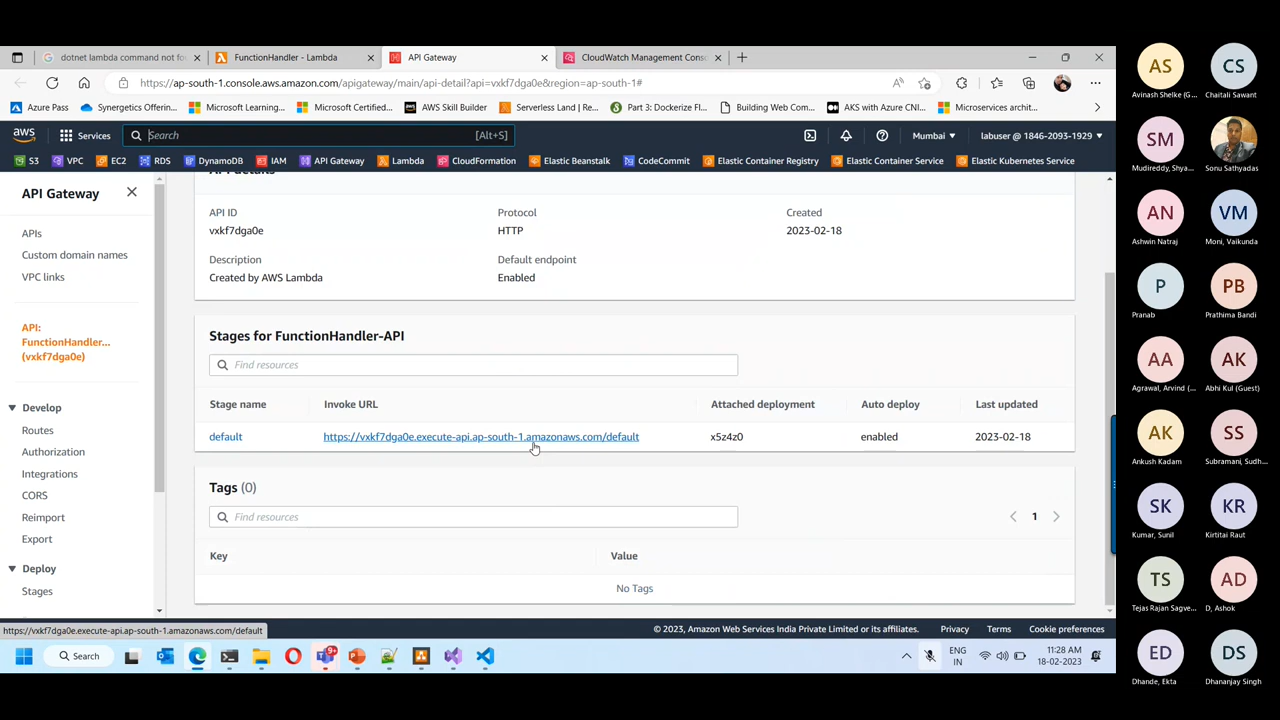 dotnet lambda command not fo
FunctionHandler - Lambda
API Gateway
CloudWatch Management Cons
https://ap-south-1.console.aws.amazon.com/apigateway/main/api-detail?api=vxkf7dga0e&region=ap-south-1#
Azure Pass
Synergetics Offering...
Microsoft Learning...
Microsoft Certified...
AWS Skill Builder
Serverless Land | Re...
Part 3: Dockerize Fl...
Building Web Com...
AKS with Azure CNI...
Microservices archit...
aws
Services
Search
[Alt+S]
Mumbai
labuser @ 1846-2093-1929
S3
VPC
EC2
RDS
DynamoDB
IAM
API Gateway
Lambda
CloudFormation
Elastic Beanstalk
CodeCommit
Elastic Container Registry
Elastic Container Service
Elastic Kubernetes Service
API Gateway
APIs
Custom domain names
VPC links
API:
FunctionHandler...
(vxkf7dga0e)
Develop
Routes
Authorization
Integrations
CORS
Reimport
Export
Deploy
Stages
API details
API ID
Protocol
Created
vxkf7dga0e
HTTP
2023-02-18
Description
Default endpoint
Created by AWS Lambda
Enabled
Stages for FunctionHandler-API
Find resources
Stage name
Invoke URL
Attached deployment
Auto deploy
Last updated
default
https://vxkf7dga0e.execute-api.ap-south-1.amazonaws.com/default
x5z4z0
enabled
2023-02-18
Tags (0)
Find resources
1
Key
Value
No Tags
https://vxkf7dga0e.execute-api.ap-south-1.amazonaws.com/default
© 2023, Amazon Web Services India Private Limited or its affiliates.
Privacy
Terms
Cookie preferences
Search
9+
ENG
IN
11:28 AM
18-02-2023
AS
Avinash Shelke (G...
CS
Chaitali Sawant
SM
Mudireddy, Shya...
Sonu Sathyadas
AN
Ashwin Natraj
VM
Moni, Vaikunda
P
Pranab
PB
Prathima Bandi
AA
Agrawal, Arvind (...
AK
Abhi Kul (Guest)
AK
Ankush Kadam
SS
Subramani, Sudh...
SK
Kumar, Sunil
KR
Kirtitai Raut
TS
Tejas Rajan Sagve...
AD
D, Ashok
ED
Dhande, Ekta
DS
Dhananjay Singh